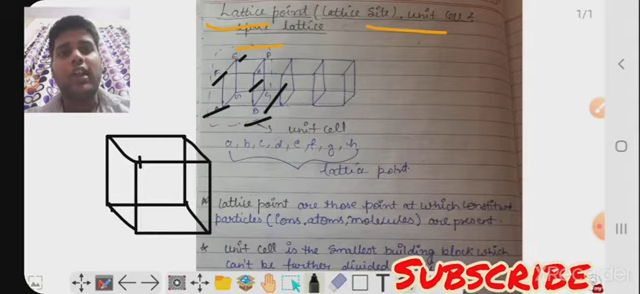 Lattice point (Lattice Site), unit cell &
space lattice
1/1
unit cell
a, b, c, d, e, f, g, h
lattice point
* Lattice point are those point at which constitute
particles (ions, atoms, molecules) are present.
* unit cell is the smallest building block which
can't be further divided
SUBSCRIBE